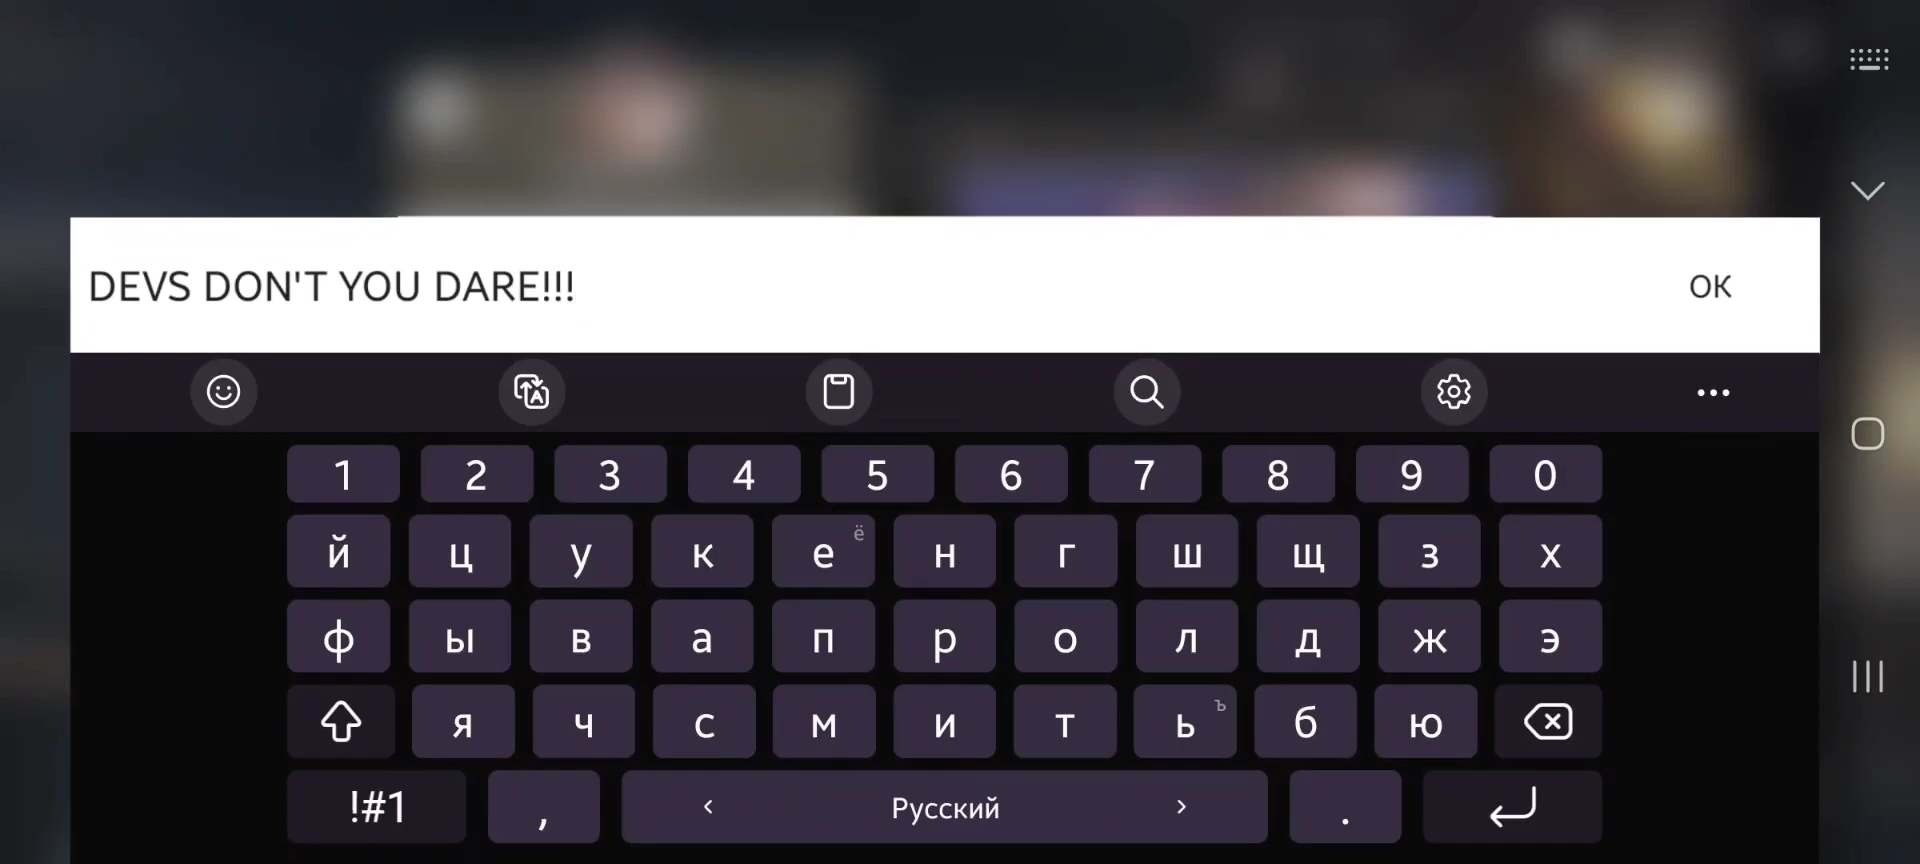 DEVS DON'T YOU DARE!!!
OK
1 2 3 4 5 6 7 8 9 0
й ц у к е ё н г ш щ з х
ф ы в а п р о л д ж э
я ч с м и т ь ъ б ю
!#1 , < Русский > .